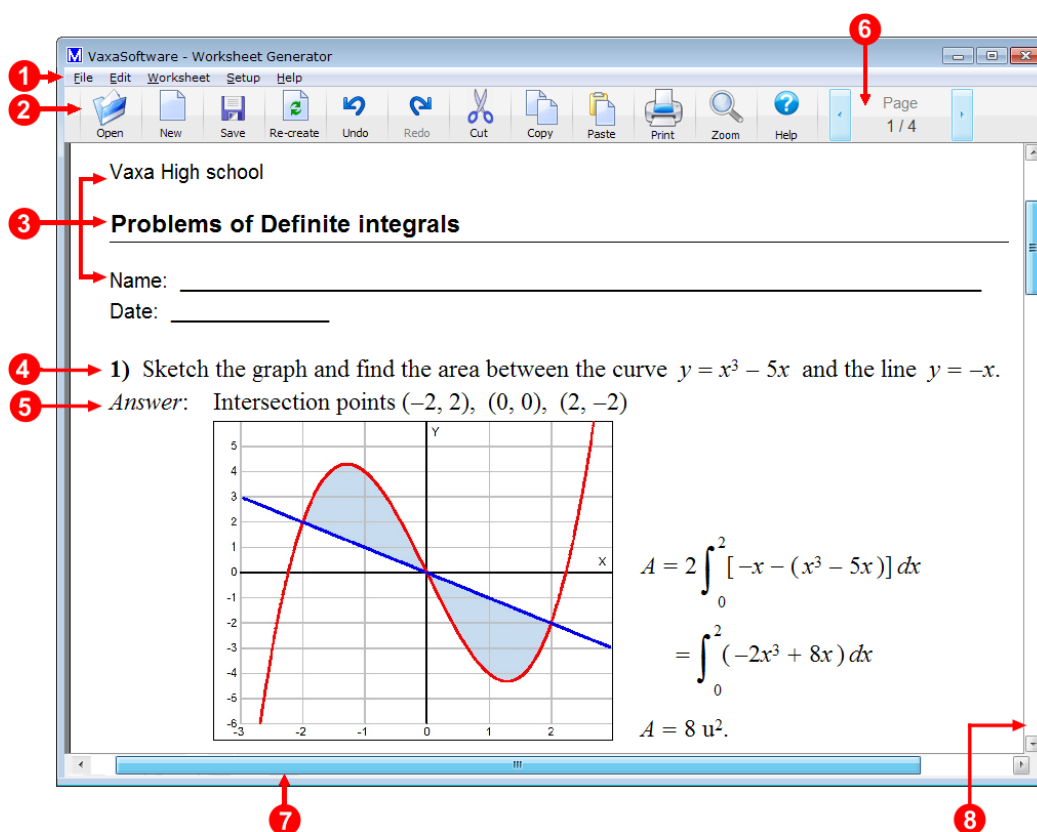 6
VaxaSoftware - Worksheet Generator
1
File Edit Worksheet Setup Help
2
Open New Save Re-create Undo Redo Cut Copy Paste Print Zoom Help
Page
1 / 4
Vaxa High school
3
Problems of Definite integrals
Name:
Date:
4
1) Sketch the graph and find the area between the curve y = x³ – 5x and the line y = –x.
5
Answer: Intersection points (–2, 2), (0, 0), (2, –2)
Y
5
4
3
2
1
0
-1
-2
-3
-4
-5
-6
X
-3 -2 -1 0 1 2
A = 2 ∫₀² [–x – (x³ – 5x)] dx
= ∫₀² (–2x³ + 8x) dx
A = 8 u².
7
8